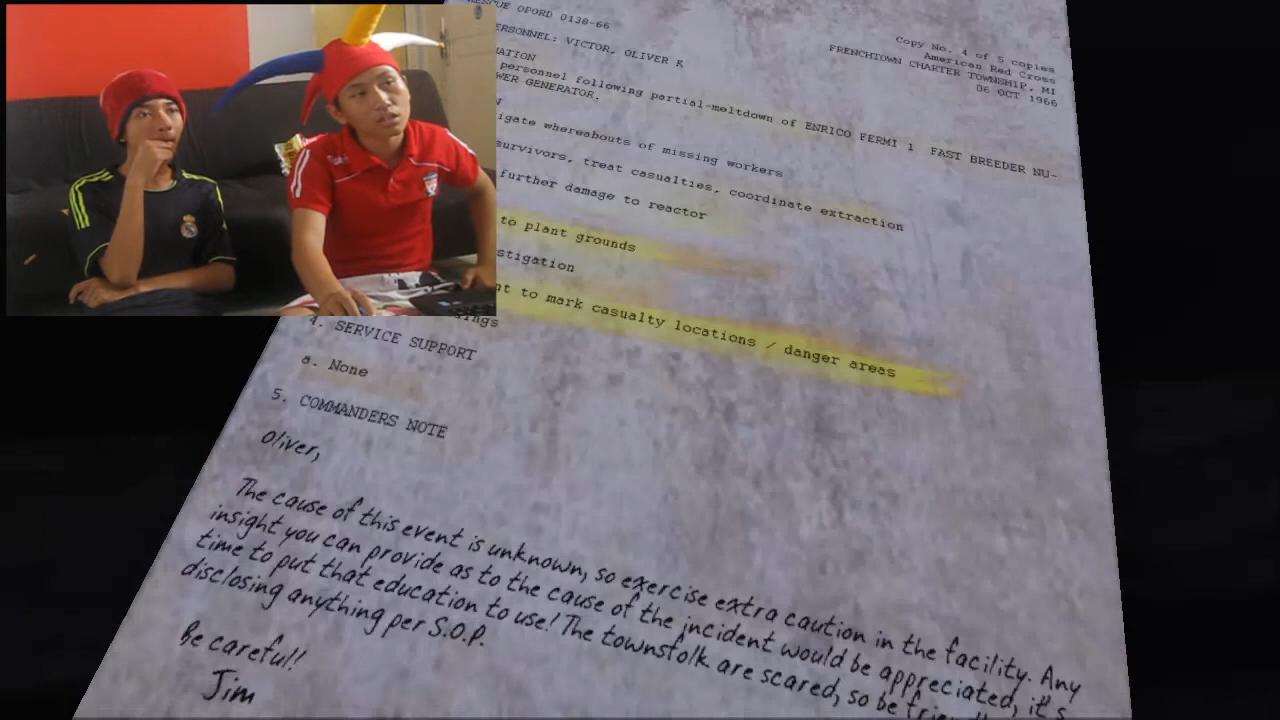 OPORD 0138-66
Copy No. 4 of 5 copies
American Red Cross
FRENCHTOWN CHARTER TOWNSHIP, MI
06 OCT 1966
PERSONNEL: VICTOR, OLIVER K
personnel following partial-meltdown of ENRICO FERMI 1 FAST BREEDER NU-
GENERATOR.
whereabouts of missing workers
survivors, treat casualties, coordinate extraction
further damage to reactor
to plant grounds
to mark casualty locations / danger areas
4. SERVICE SUPPORT
a. None
5. COMMANDERS NOTE
Oliver,
The cause of this event is unknown, so exercise extra caution in the facility. Any
insight you can provide as to the cause of the incident would be appreciated, it's
time to put that education to use! The townsfolk are scared, so be
disclosing anything per S.O.P.
Be careful!
Jim